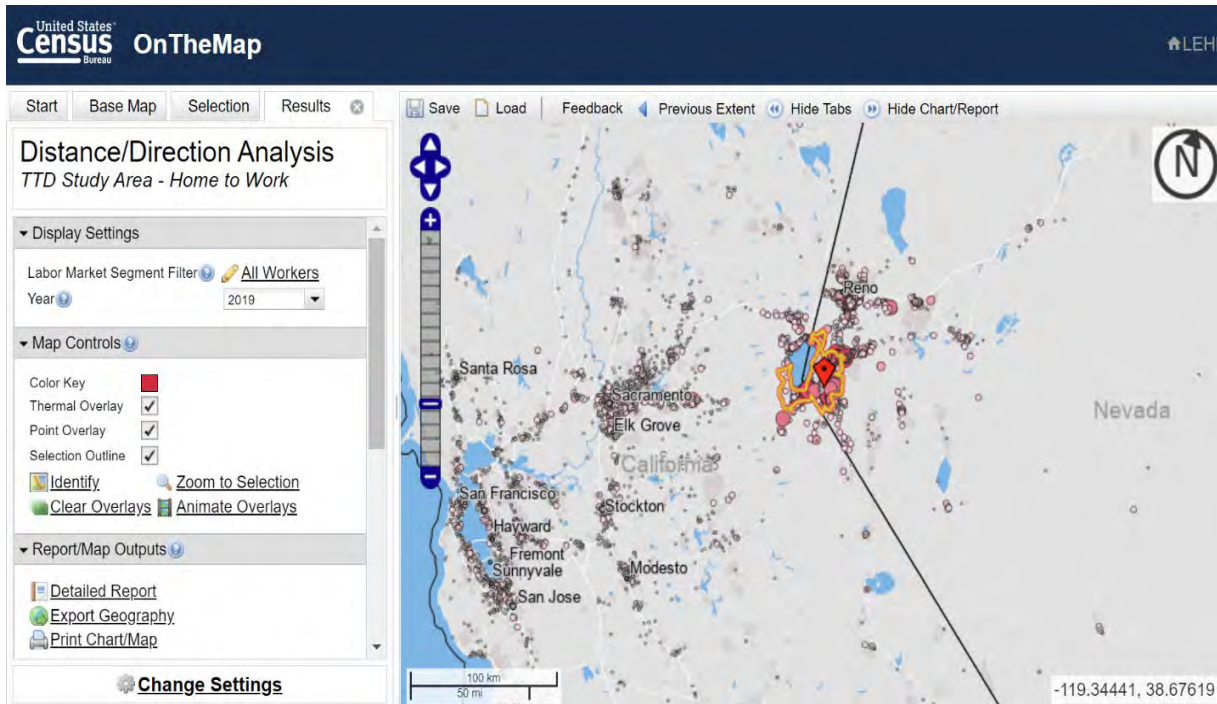 United States®
Census
Bureau
OnTheMap
LEH
Start Base Map Selection Results
Save Load Feedback Previous Extent Hide Tabs Hide Chart/Report
Distance/Direction Analysis
TTD Study Area - Home to Work
Display Settings
Labor Market Segment Filter All Workers
Year 2019
Map Controls
Color Key
Thermal Overlay
Point Overlay
Selection Outline
Identify Zoom to Selection
Clear Overlays Animate Overlays
Report/Map Outputs
Detailed Report
Export Geography
Print Chart/Map
Change Settings
N
Reno
Santa Rosa
Sacramento
Nevada
Elk Grove
California
San Francisco
Stockton
Hayward
Fremont
Sunnyvale
Modesto
San Jose
100 km
50 mi
-119.34441, 38.67619